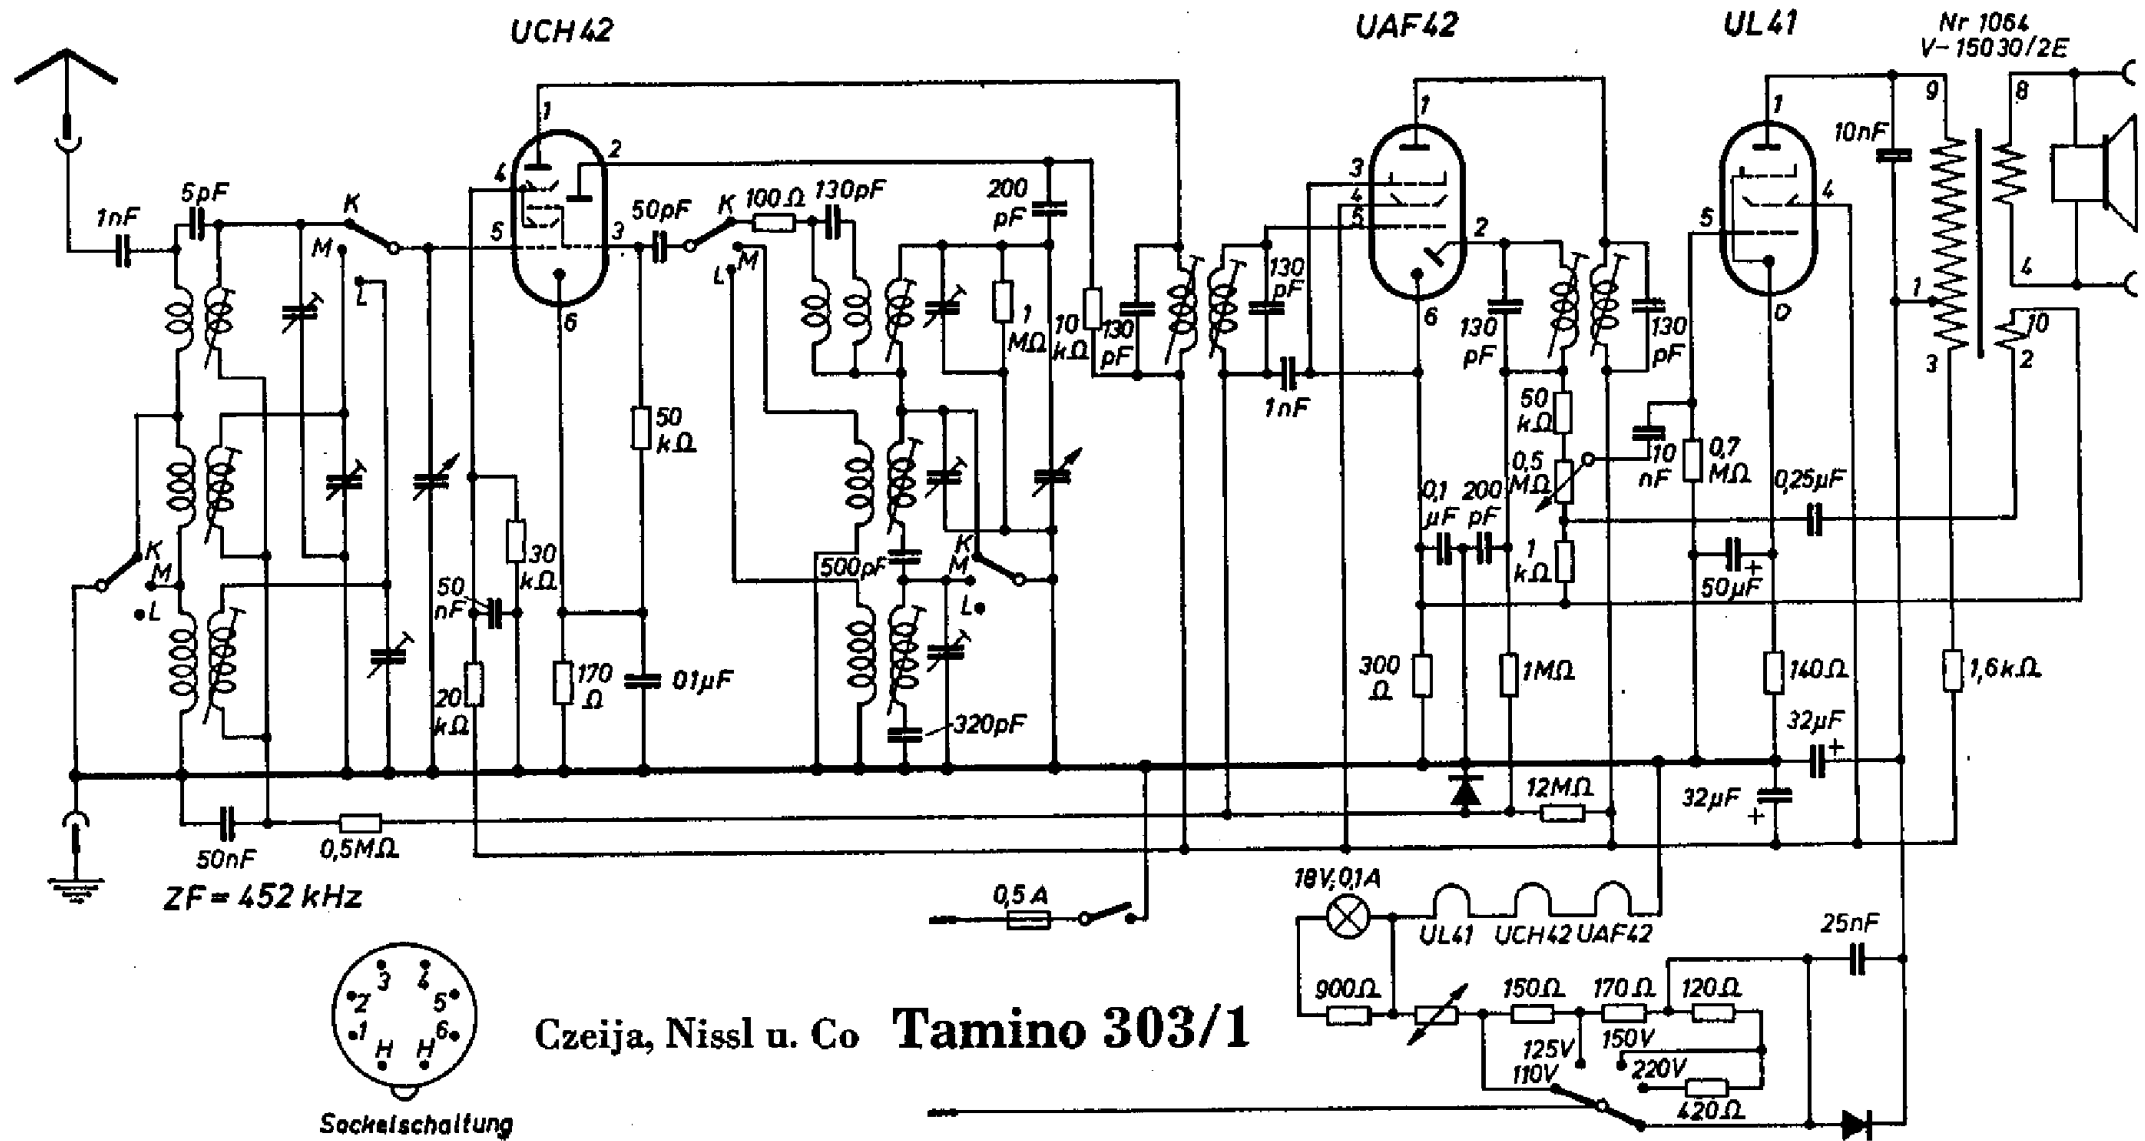 UCH42
UAF42
UL41
Nr 1064
V-150 30/2E
1
2
4
5
3
6
1nF
5pF
K
M
L
50pF
K
M
L
100Ω
130pF
200
pF
1
MΩ
10
kΩ
130
pF
130
pF
1nF
1
3
4
5
2
6
130
pF
130
pF
1
5
4
O
10nF
9
8
1
4
3
10
2
50
kΩ
50
kΩ
0,5
MΩ
10
nF
0,7
MΩ
0,25µF
0,1
µF
200
pF
1
kΩ
50µF
+
K
M
L
50
nF
30
kΩ
500pF
K
M
L
20
kΩ
170
Ω
01µF
320pF
300
Ω
1MΩ
140Ω
1,6kΩ
32µF
+
32µF
+
12MΩ
50nF
0,5MΩ
ZF = 452 kHz
0,5 A
18V;0,1A
UL41
UCH42
UAF42
25nF
900Ω
150Ω
170Ω
120Ω
125V
150V
110V
220V
420Ω
3
4
2
5
1
6
H
H
Sockelschaltung
Czeija, Nissl u. Co Tamino 303/1